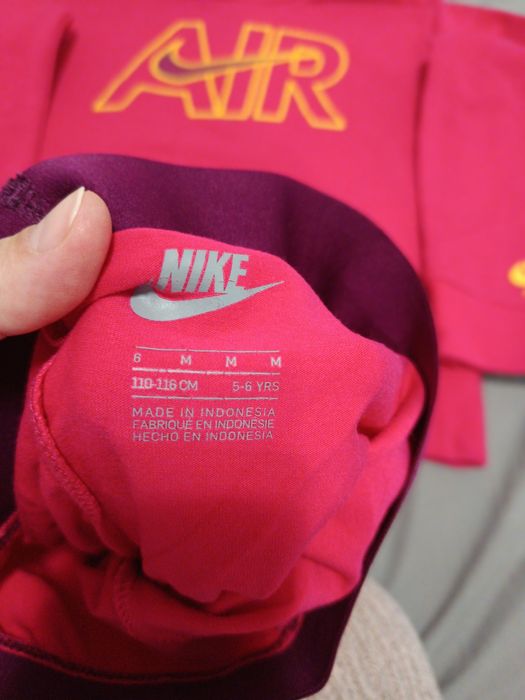 AIR
NIKE
6 M M M
110-116 CM 5-6 YRS
MADE IN INDONESIA
FABRIQUÉ EN INDONÉSIE
HECHO EN INDONESIA